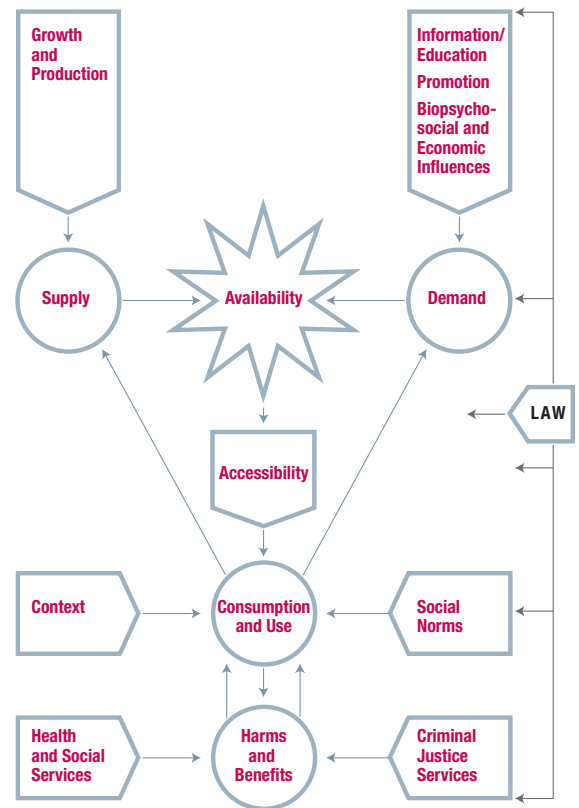 Growth
and
Production
Information/
Education
Promotion
Biopsycho-
social and
Economic
Influences
Supply
Availability
Demand
LAW
Accessibility
Context
Consumption
and Use
Social
Norms
Health
and Social
Services
Harms
and
Benefits
Criminal
Justice
Services